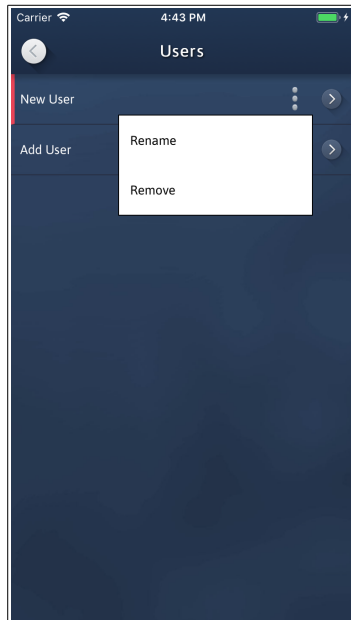 Carrier 4:43 PM
Users
New User
Rename
Add User
Remove